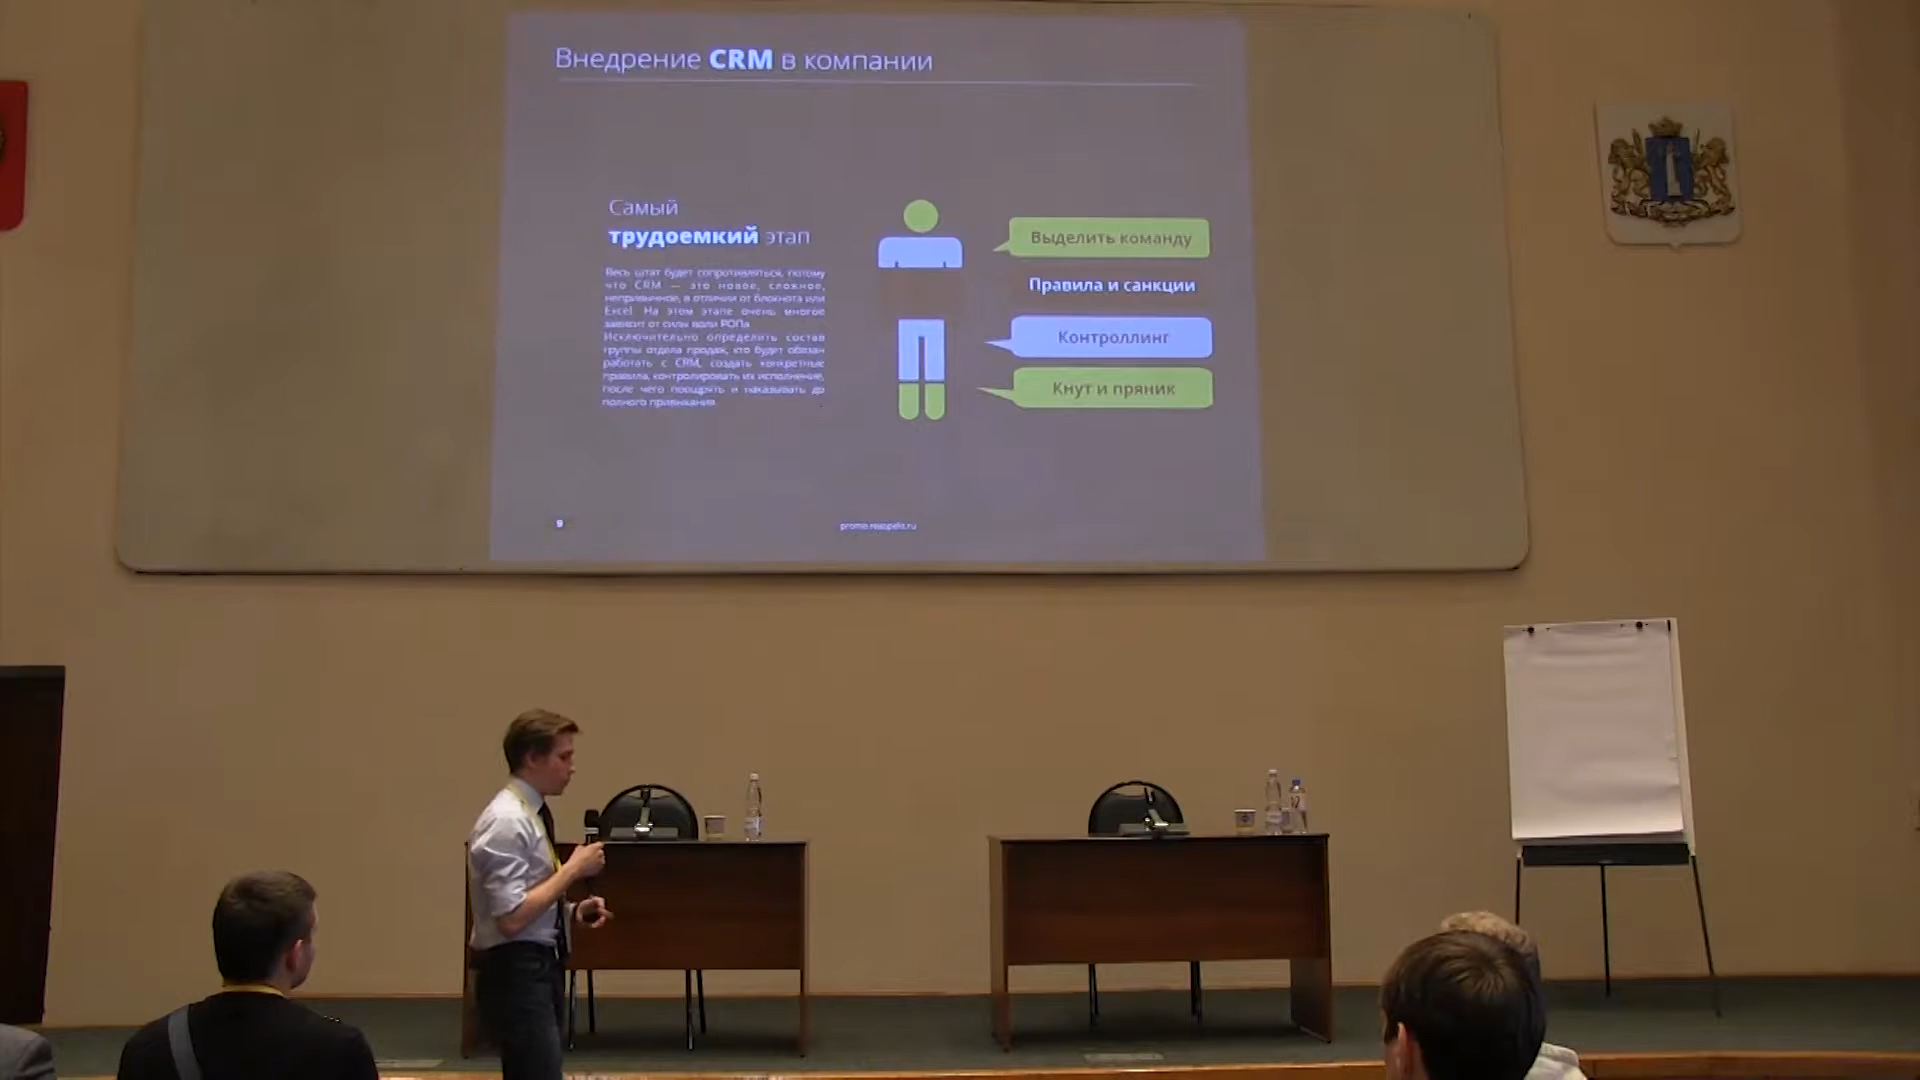 Внедрение CRM в компании
Самый
трудоемкий этап
Весь штат будет сопротивляться, потому
что CRM — это новое, сложное,
непривычное, в отличии от блокнота или
Excel. На этом этапе очень многое
зависит от силы воли РОПа.
Исключительно определить состав
группы отдела продаж, кто будет обязан
работать с CRM, создать конкретные
правила, контролировать их исполнение,
после чего поощрять и наказывать до
полного привыкания.
Выделить команду
Правила и санкции
Контроллинг
Кнут и пряник
9